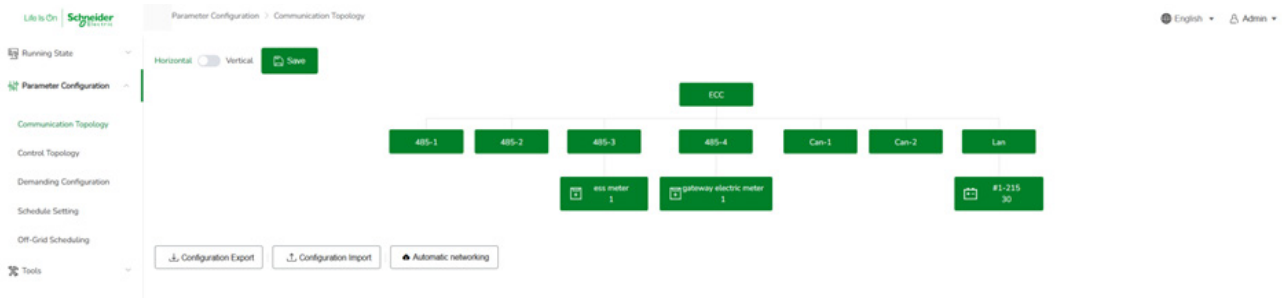 Life Is On Schneider Electric
Parameter Configuration > Communication Topology
English
Admin
Running State
Parameter Configuration
Communication Topology
Control Topology
Demanding Configuration
Schedule Setting
Off-Grid Scheduling
Tools
Horizontal Vertical Save
ECC
485-1 485-2 485-3 485-4 Can-1 Can-2 Lan
ess meter
1
gateway electric meter
1
#1-215
30
Configuration Export Configuration Import Automatic networking